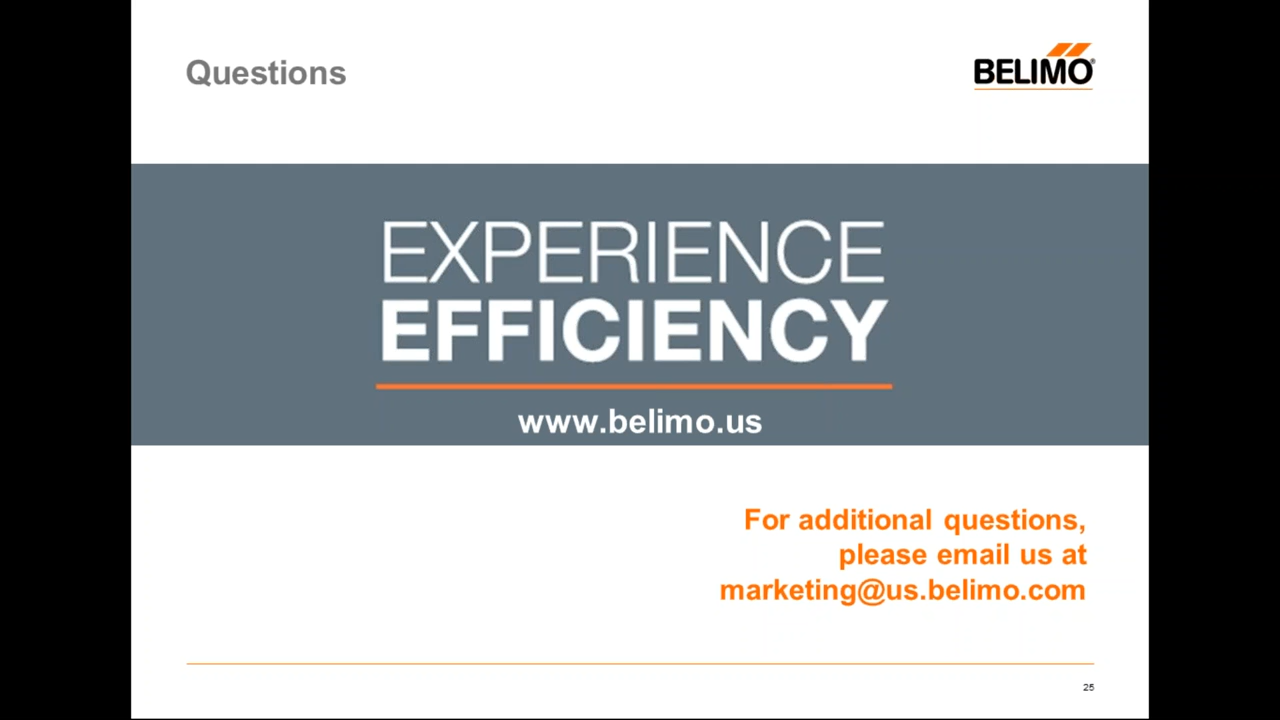 Questions
BELIMO®
EXPERIENCE
EFFICIENCY
www.belimo.us
For additional questions,
please email us at
marketing@us.belimo.com
25